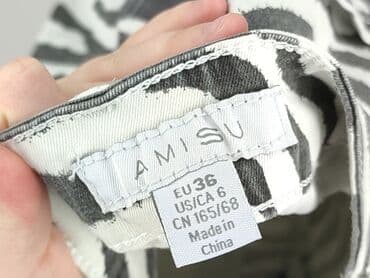 AMISU
EU 36
US/CA 6
CN 165/68
Made in
China